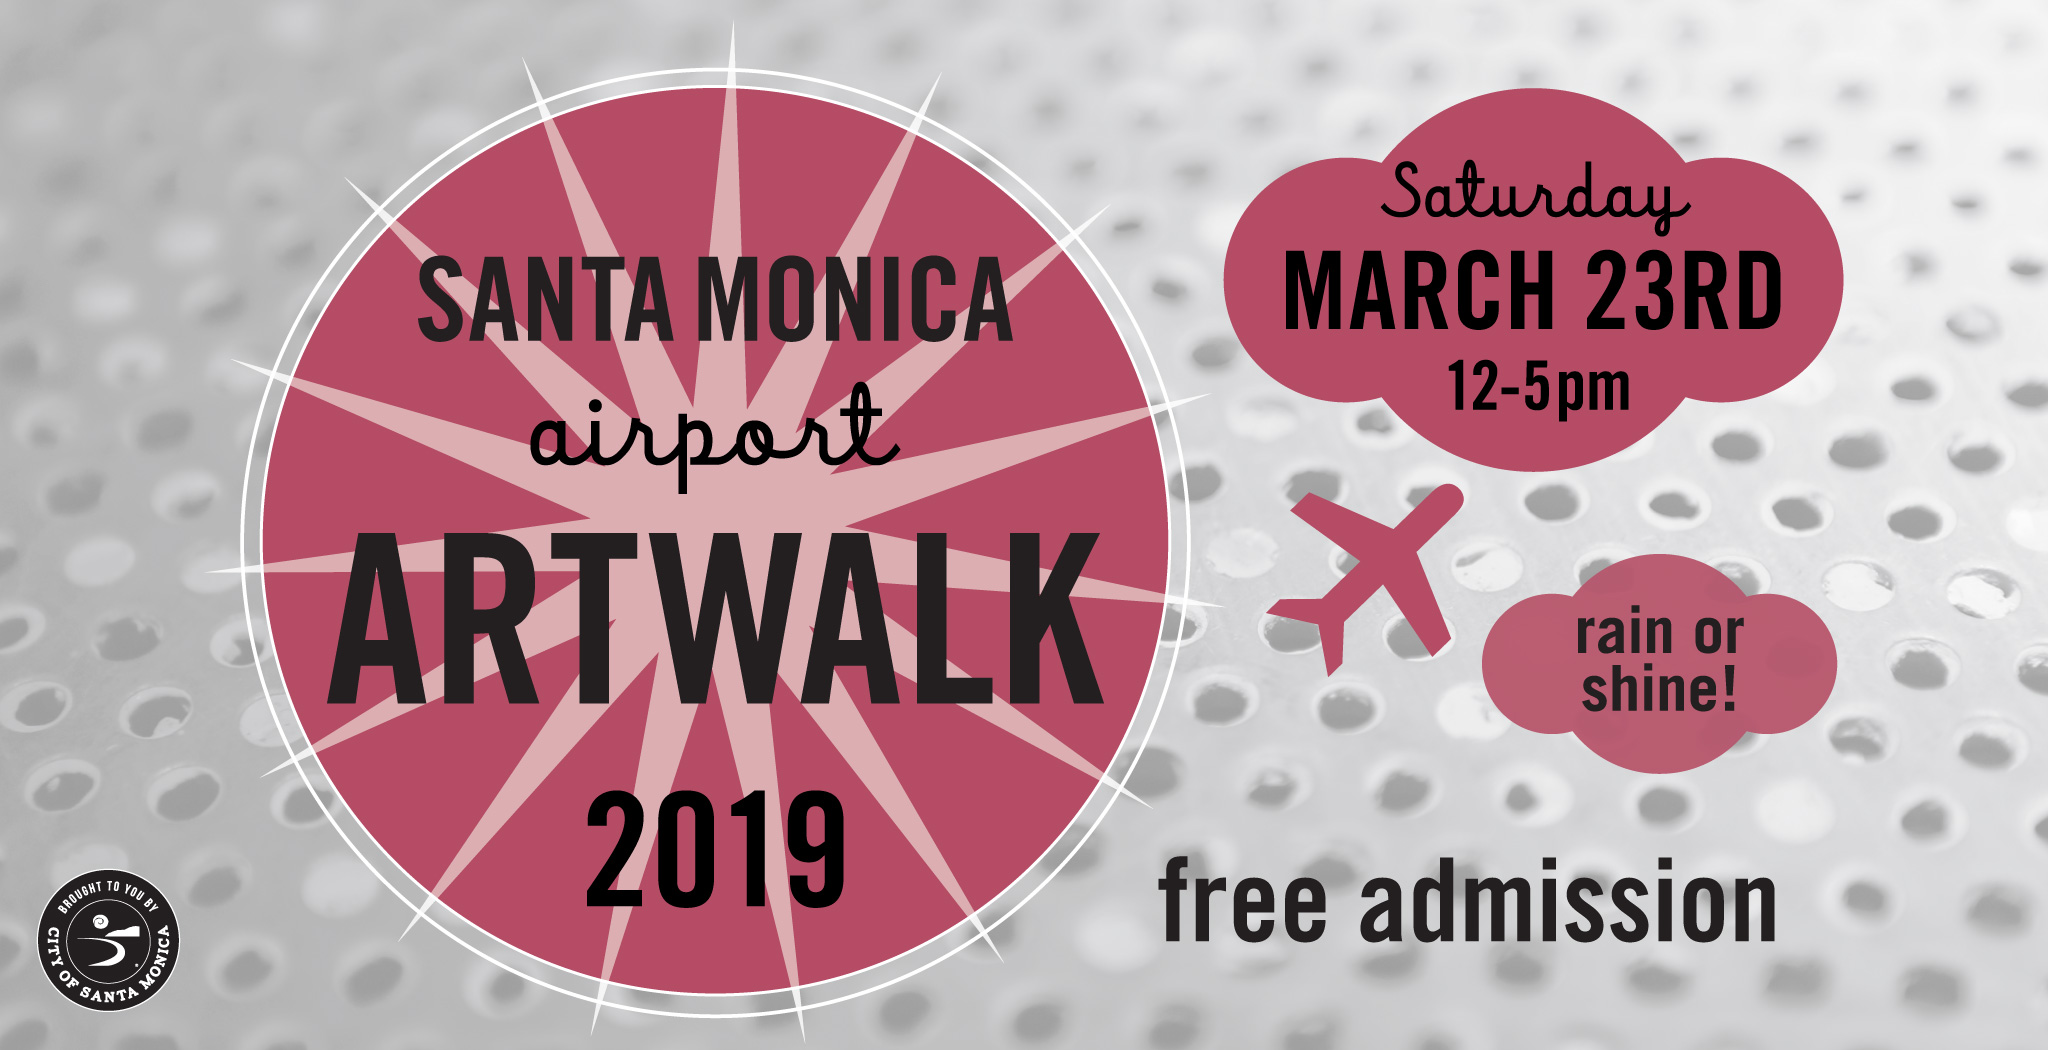 SANTA MONICA
airport
ARTWALK
2019
Saturday
MARCH 23RD
12-5pm
rain or
shine!
free admission
BROUGHT TO YOU BY
CITY OF SANTA MONICA